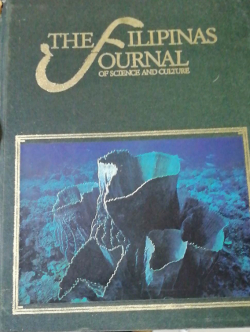 THE FILIPINAS
JOURNAL
OF SCIENCE AND CULTURE